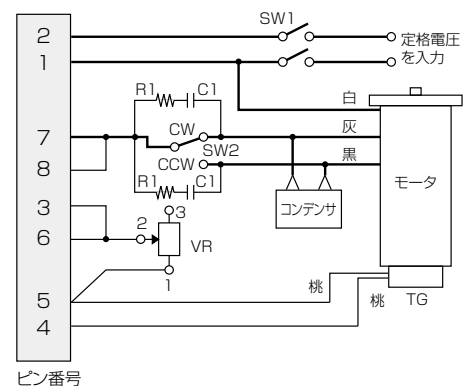 SW1
2
定格電圧
を入力
1
R1
C1
白
灰
7
CW
SW2
CCW
黒
8
R1
C1
コンデンサ
モータ
3
2
3
6
VR
1
5
桃
4
桃
TG
ピン番号